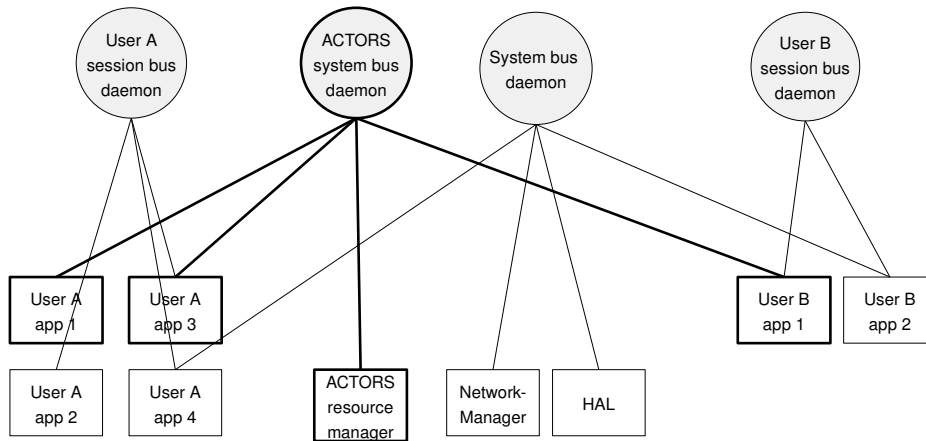 User A
session bus
daemon
ACTORS
system bus
daemon
System bus
daemon
User B
session bus
daemon
User A
app 1
User A
app 3
User B
app 1
User B
app 2
User A
app 2
User A
app 4
ACTORS
resource
manager
Network-
Manager
HAL